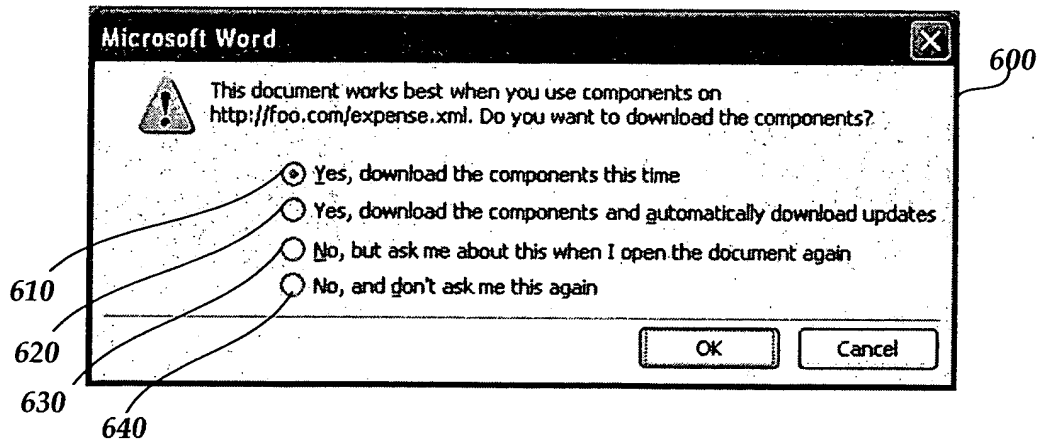 Microsoft Word
600
This document works best when you use components on
http://foo.com/expense.xml. Do you want to download the components?
Yes, download the components this time
Yes, download the components and automatically download updates
No, but ask me about this when I open the document again
610
No, and don't ask me this again
620
OK Cancel
630
640